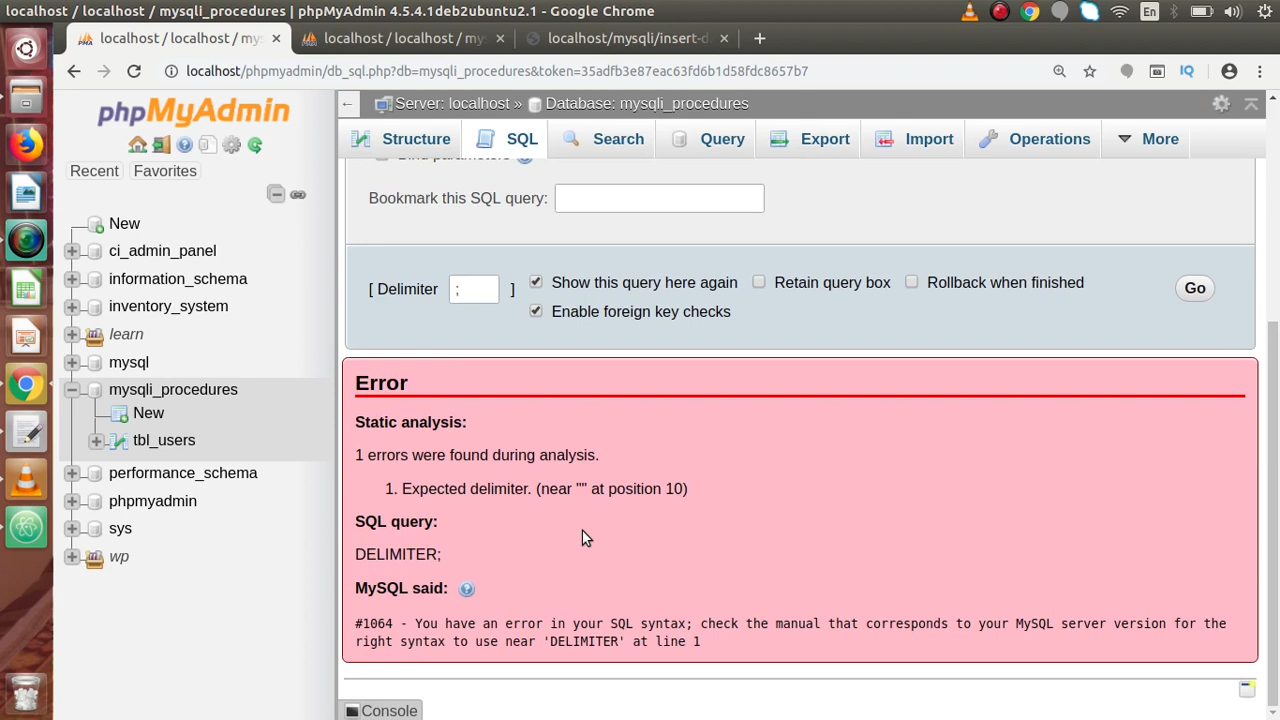 localhost / localhost / mysqli_procedures | phpMyAdmin 4.5.4.1deb2ubuntu2.1 - Google Chrome
En
localhost / localhost / mys
localhost / localhost / mys
localhost/mysqli/insert-d
localhost/phpmyadmin/db_sql.php?db=mysqli_procedures&token=35adfb3e87eac63fd6b1d58fdc8657b7
IQ
phpMyAdmin
Recent
Favorites
New
ci_admin_panel
information_schema
inventory_system
learn
mysql
mysqli_procedures
New
tbl_users
performance_schema
phpmyadmin
sys
wp
Server: localhost » Database: mysqli_procedures
Structure
SQL
Search
Query
Export
Import
Operations
More
Bind parameters
Bookmark this SQL query:
[ Delimiter ; ]
Show this query here again
Retain query box
Rollback when finished
Enable foreign key checks
Go
Error
Static analysis:
1 errors were found during analysis.
1. Expected delimiter. (near "" at position 10)
SQL query:
DELIMITER;
MySQL said:
#1064 - You have an error in your SQL syntax; check the manual that corresponds to your MySQL server version for the
right syntax to use near 'DELIMITER' at line 1
Console